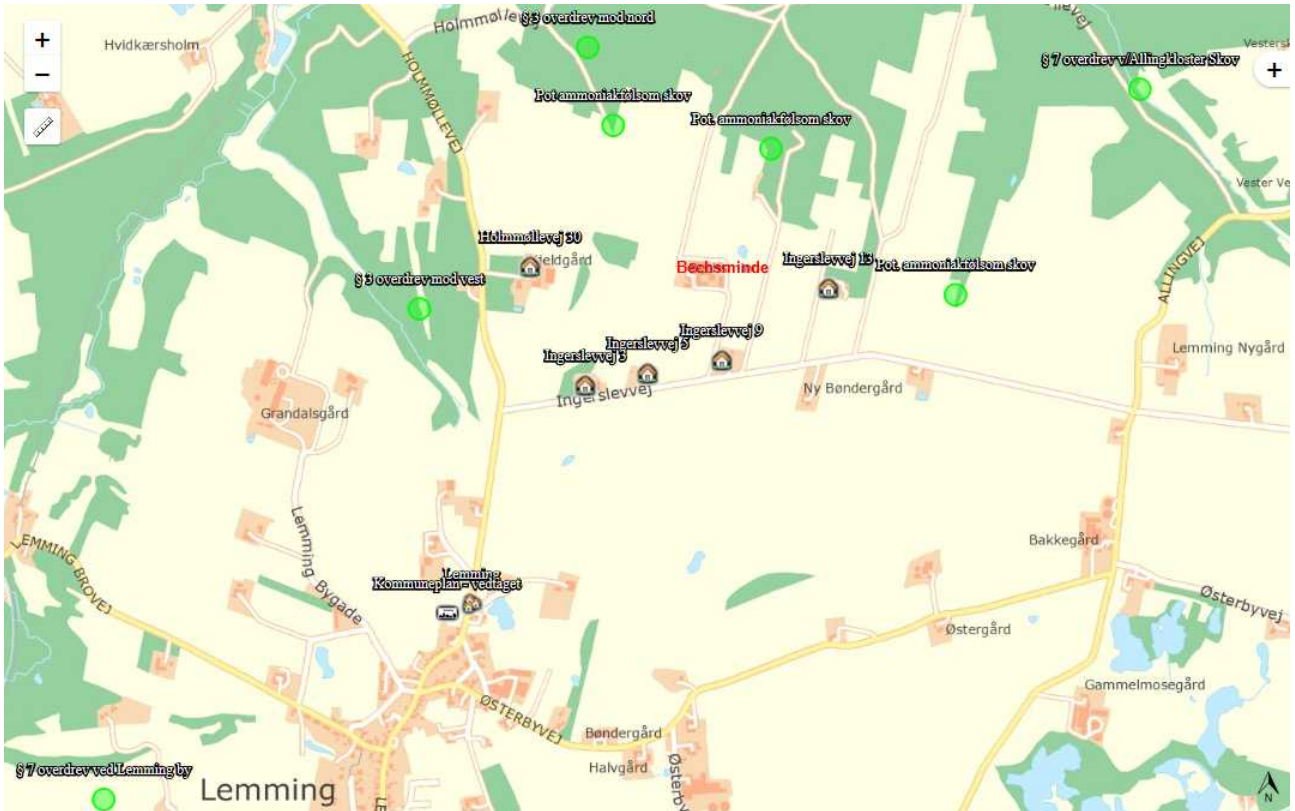 Holmmøllevej
§ 3 overdrev mod nord
Hvidkærsholm
§ 7 overdrev v/Allingkloster Skov
+
−
+
HOLMMØLLEVEJ
Pot ammoniakfølsom skov
Pot. ammoniakfølsom skov
Holmmøllevej 30
Bechsminde
Ingerslevvej 13
Pot. ammoniakfølsom skov
§ 3 overdrev mod vest
ALLINGVEJ
Ingerslevvej 9
Ingerslevvej 5
Ingerslevvej 3
Lemming Nygård
Ingerslevvej
Ny Bøndergård
Grandalsgård
Lemming Bygade
LEMMING BROVEJ
Bakkegård
Lemming
Kommuneplan - vedtaget
Østerbyvej
Østergård
Gammelmosegård
ØSTERBYVEJ
Bøndergård
Halvgård
§ 7 overdrev ved Lemming by
Lemming
N